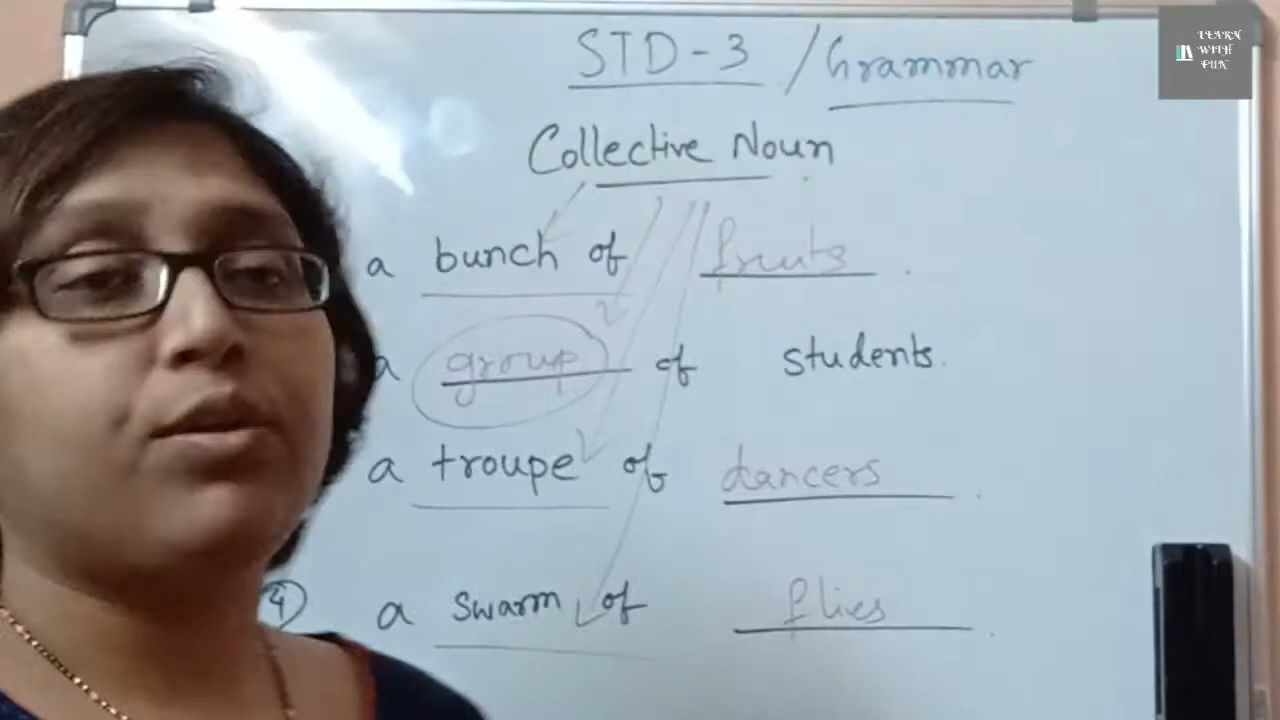 STD-3 / Grammar
LEARN
WITH
FUN
Collective Noun
a bunch of fruits.
a group of students.
a troupe of dancers.
4 a swarm of flies.